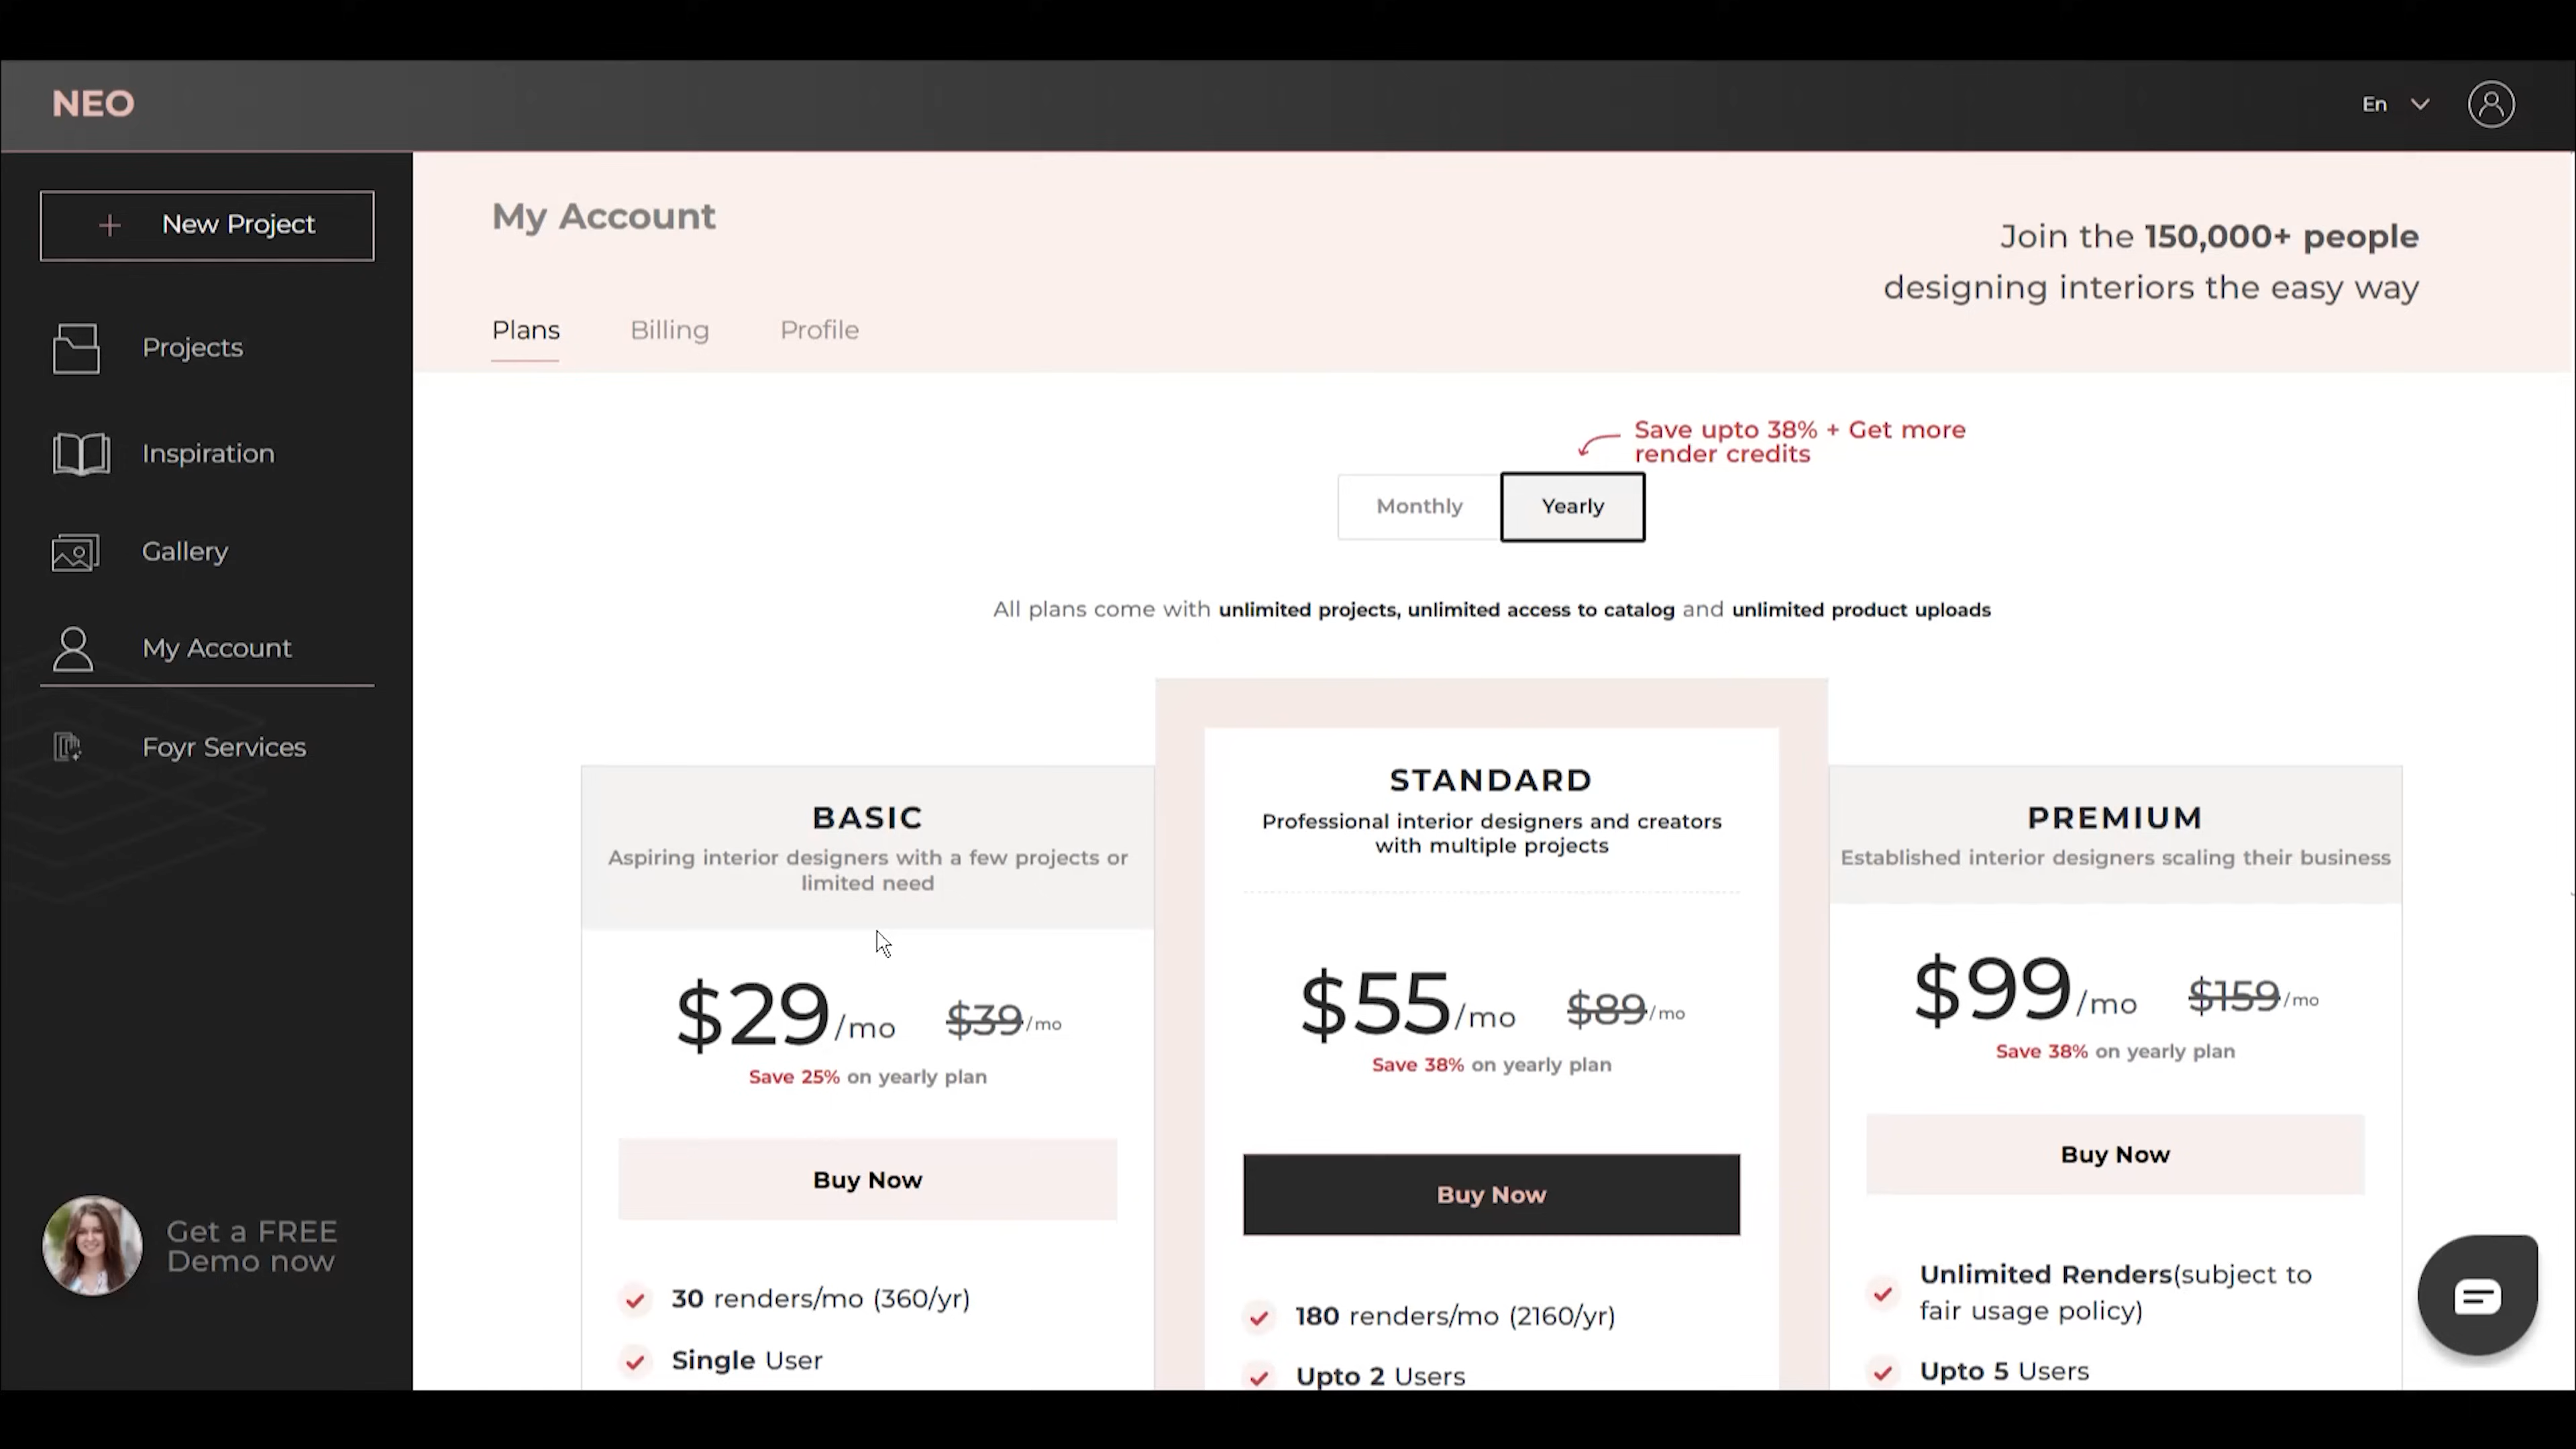 NEO
En
New Project
Projects
Inspiration
Gallery
My Account
Foyr Services
Get a FREE
Demo now
My Account
Join the 150,000+ people
designing interiors the easy way
Plans
Billing
Profile
Save upto 38% + Get more
render credits
Monthly
Yearly
All plans come with unlimited projects, unlimited access to catalog and unlimited product uploads
BASIC
Aspiring interior designers with a few projects or
limited need
$29/mo $39/mo
Save 25% on yearly plan
Buy Now
30 renders/mo (360/yr)
Single User
STANDARD
Professional interior designers and creators
with multiple projects
$55/mo $89/mo
Save 38% on yearly plan
Buy Now
180 renders/mo (2160/yr)
Upto 2 Users
PREMIUM
Established interior designers scaling their business
$99/mo $159/mo
Save 38% on yearly plan
Buy Now
Unlimited Renders(subject to
fair usage policy)
Upto 5 Users